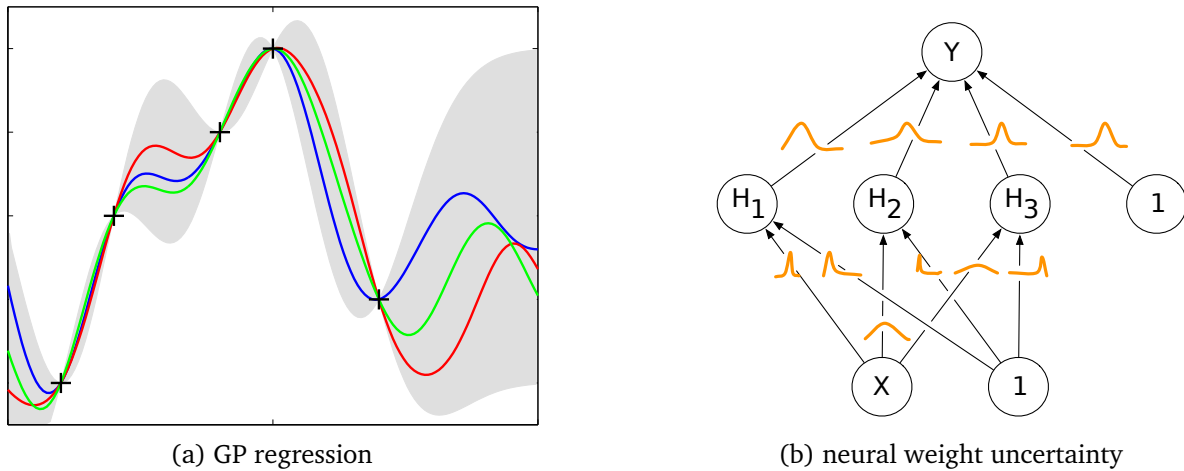 Y
H1 H2 H3 1
X 1
(a) GP regression
(b) neural weight uncertainty